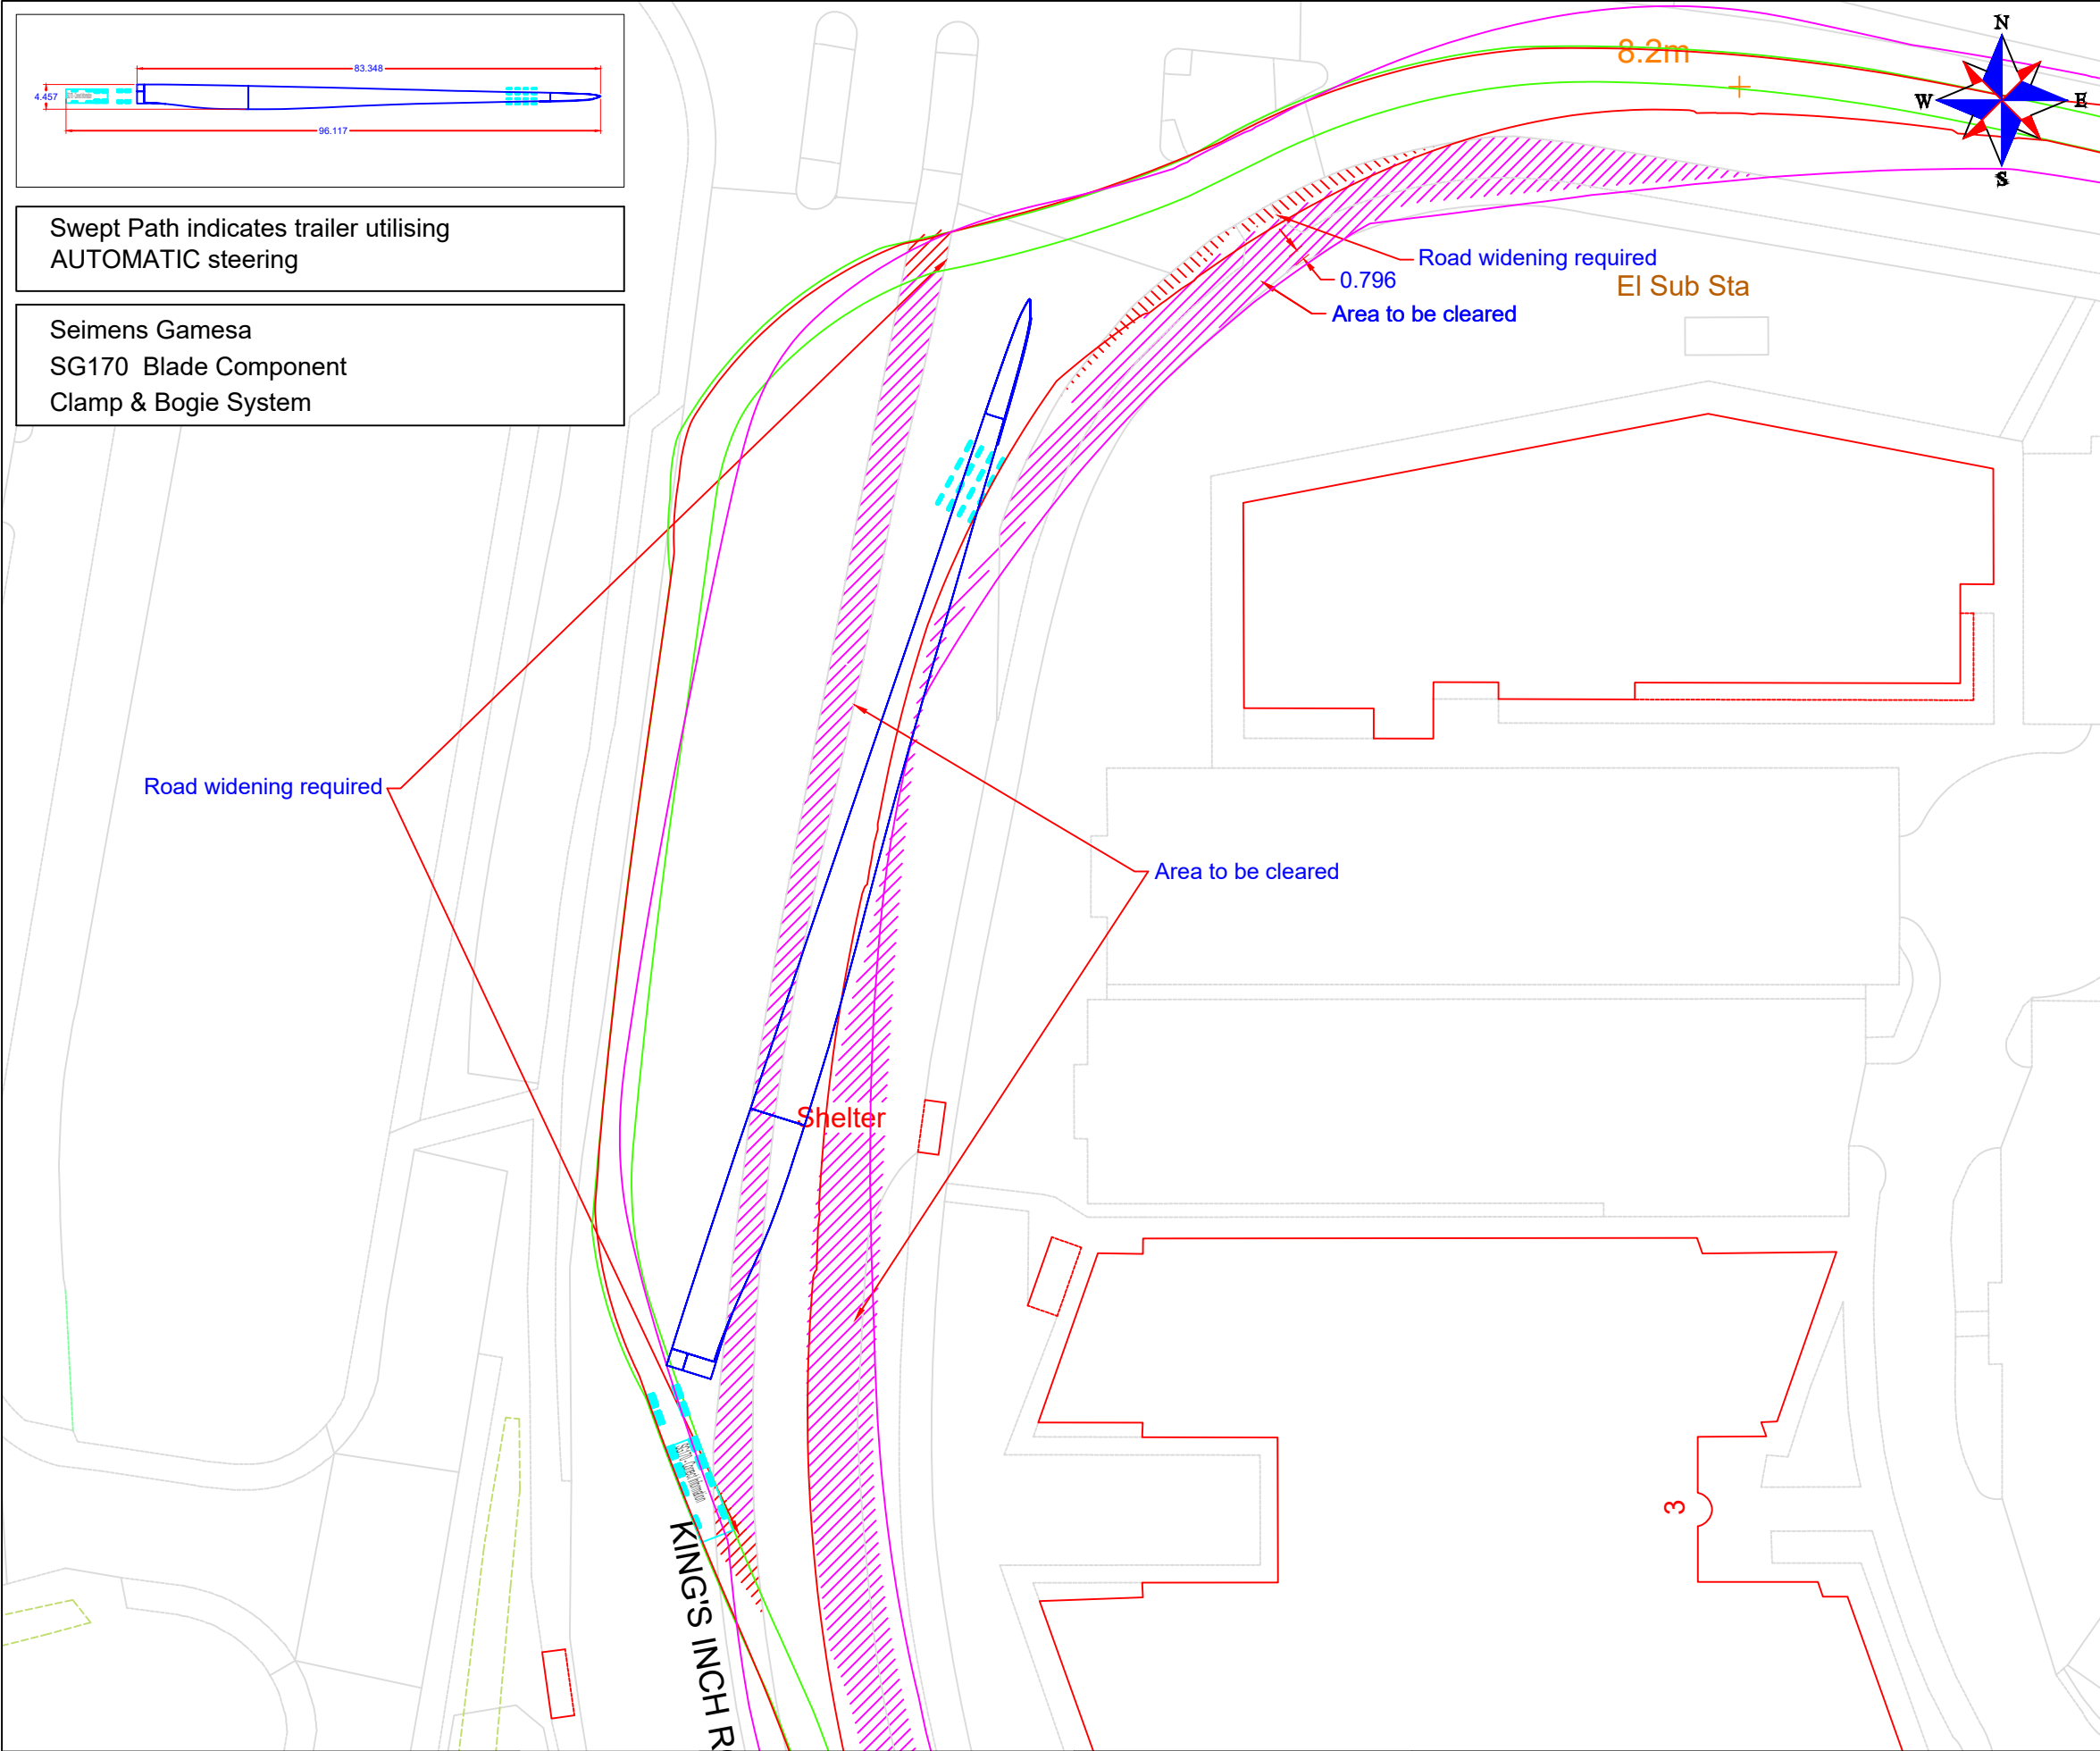 83.348
4.457
96.117
Swept Path indicates trailer utilising
AUTOMATIC steering
Seimens Gamesa
SG170 Blade Component
Clamp & Bogie System
8.2m
N
W
E
S
Road widening required
0.796
Area to be cleared
El Sub Sta
Road widening required
Area to be cleared
Shelter
3
KING'S INCH R